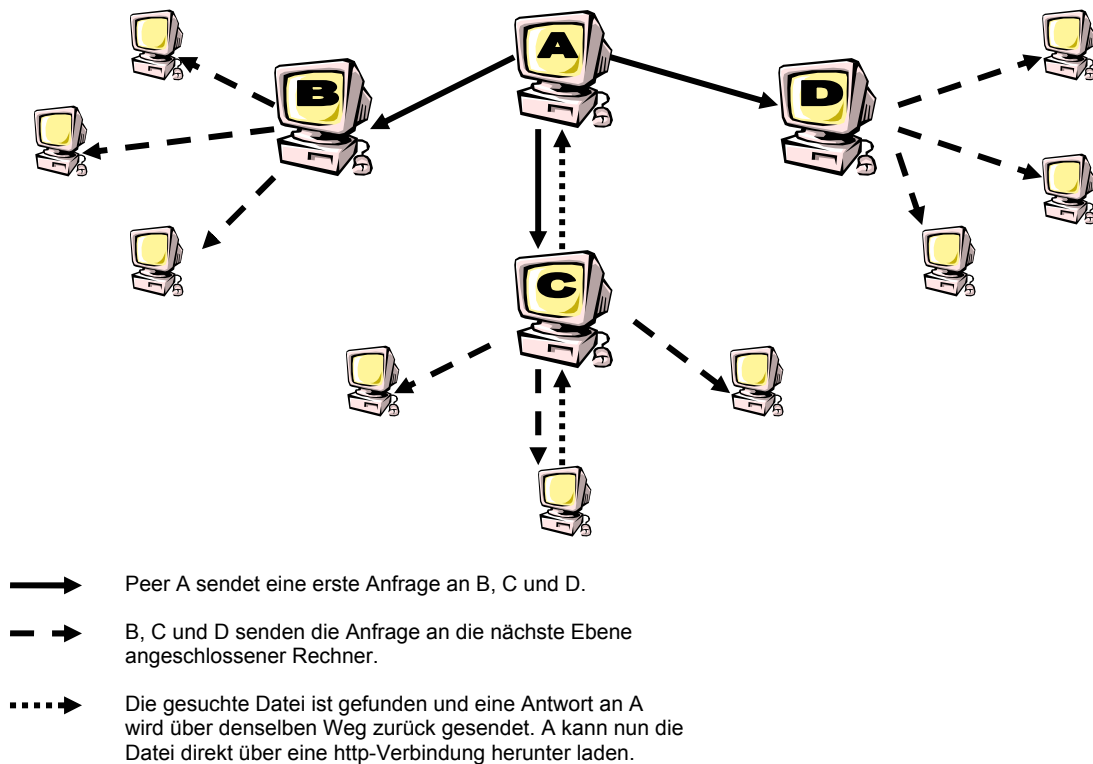 A
B
D
C
Peer A sendet eine erste Anfrage an B, C und D.
B, C und D senden die Anfrage an die nächste Ebene
angeschlossener Rechner.
Die gesuchte Datei ist gefunden und eine Antwort an A
wird über denselben Weg zurück gesendet. A kann nun die
Datei direkt über eine http-Verbindung herunter laden.